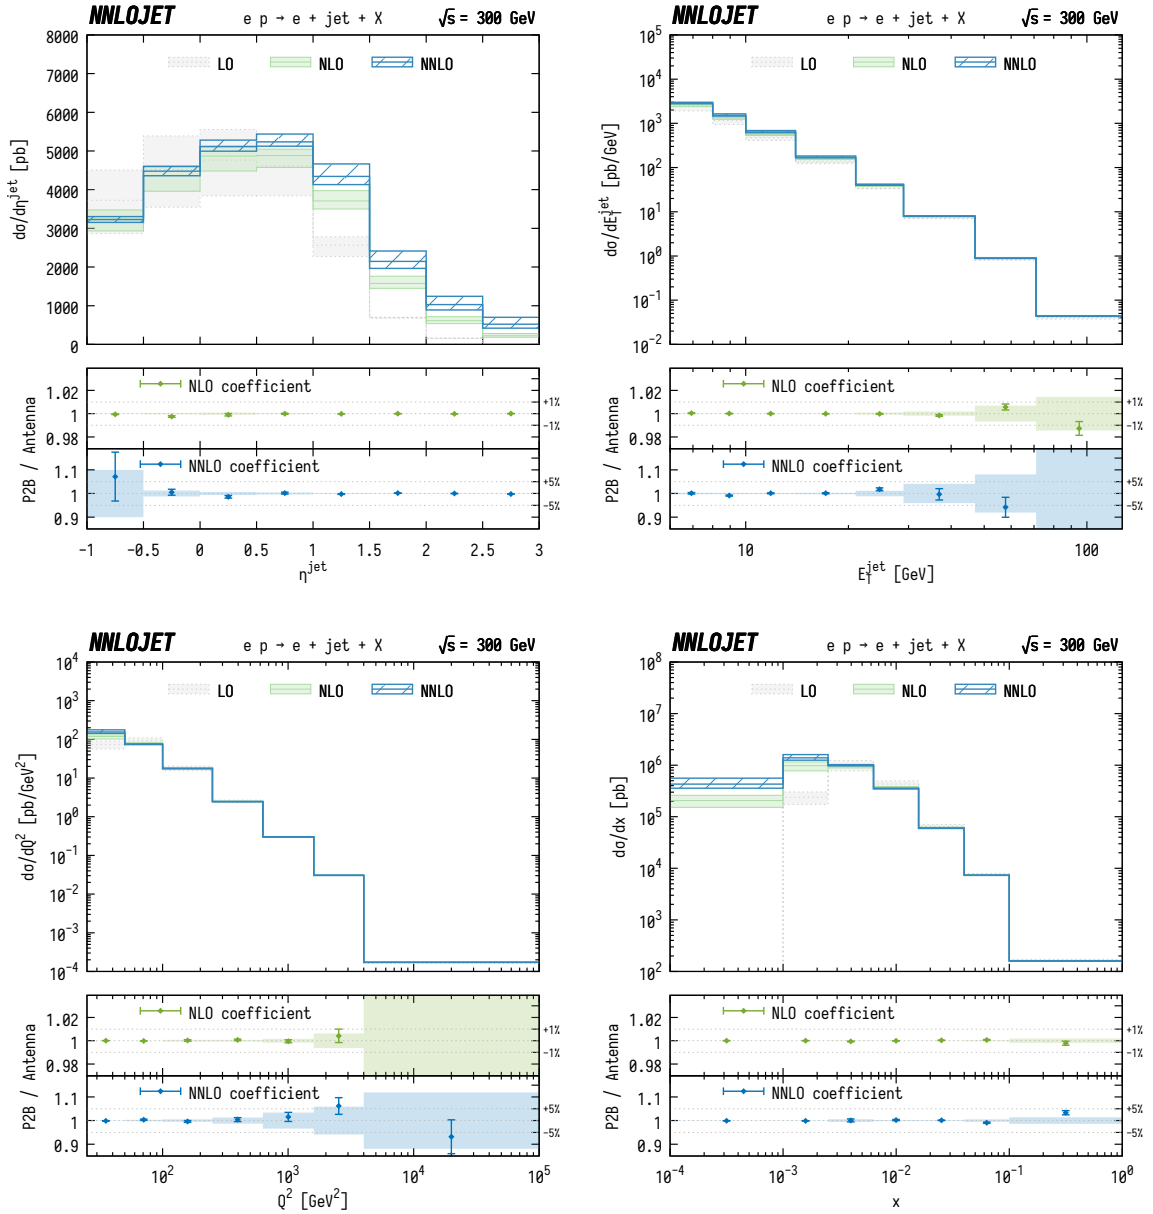 NNLOJET e p → e + jet + X √s = 300 GeV
8000
7000
6000
5000
4000
3000
2000
1000
0
dσ/dη^jet [pb]
LO NLO NNLO
1.02
1
0.98
NLO coefficient
+1%
-1%
1.1
1
0.9
NNLO coefficient
+5%
-5%
P2B / Antenna
-1 -0.5 0 0.5 1 1.5 2 2.5 3
η^jet
NNLOJET e p → e + jet + X √s = 300 GeV
10^5
10^4
10^3
10^2
10^1
10^0
10^-1
10^-2
dσ/dE_T^jet [pb/GeV]
LO NLO NNLO
1.02
1
0.98
NLO coefficient
+1%
-1%
1.1
1
0.9
NNLO coefficient
+5%
-5%
P2B / Antenna
10 100
E_T^jet [GeV]
NNLOJET e p → e + jet + X √s = 300 GeV
10^4
10^3
10^2
10^1
10^0
10^-1
10^-2
10^-3
10^-4
dσ/dQ^2 [pb/GeV^2]
LO NLO NNLO
1.02
1
0.98
NLO coefficient
+1%
-1%
1.1
1
0.9
NNLO coefficient
+5%
-5%
P2B / Antenna
10^2 10^3 10^4 10^5
Q^2 [GeV^2]
NNLOJET e p → e + jet + X √s = 300 GeV
10^8
10^7
10^6
10^5
10^4
10^3
10^2
dσ/dx [pb]
LO NLO NNLO
1.02
1
0.98
NLO coefficient
+1%
-1%
1.1
1
0.9
NNLO coefficient
+5%
-5%
P2B / Antenna
10^-4 10^-3 10^-2 10^-1 10^0
x